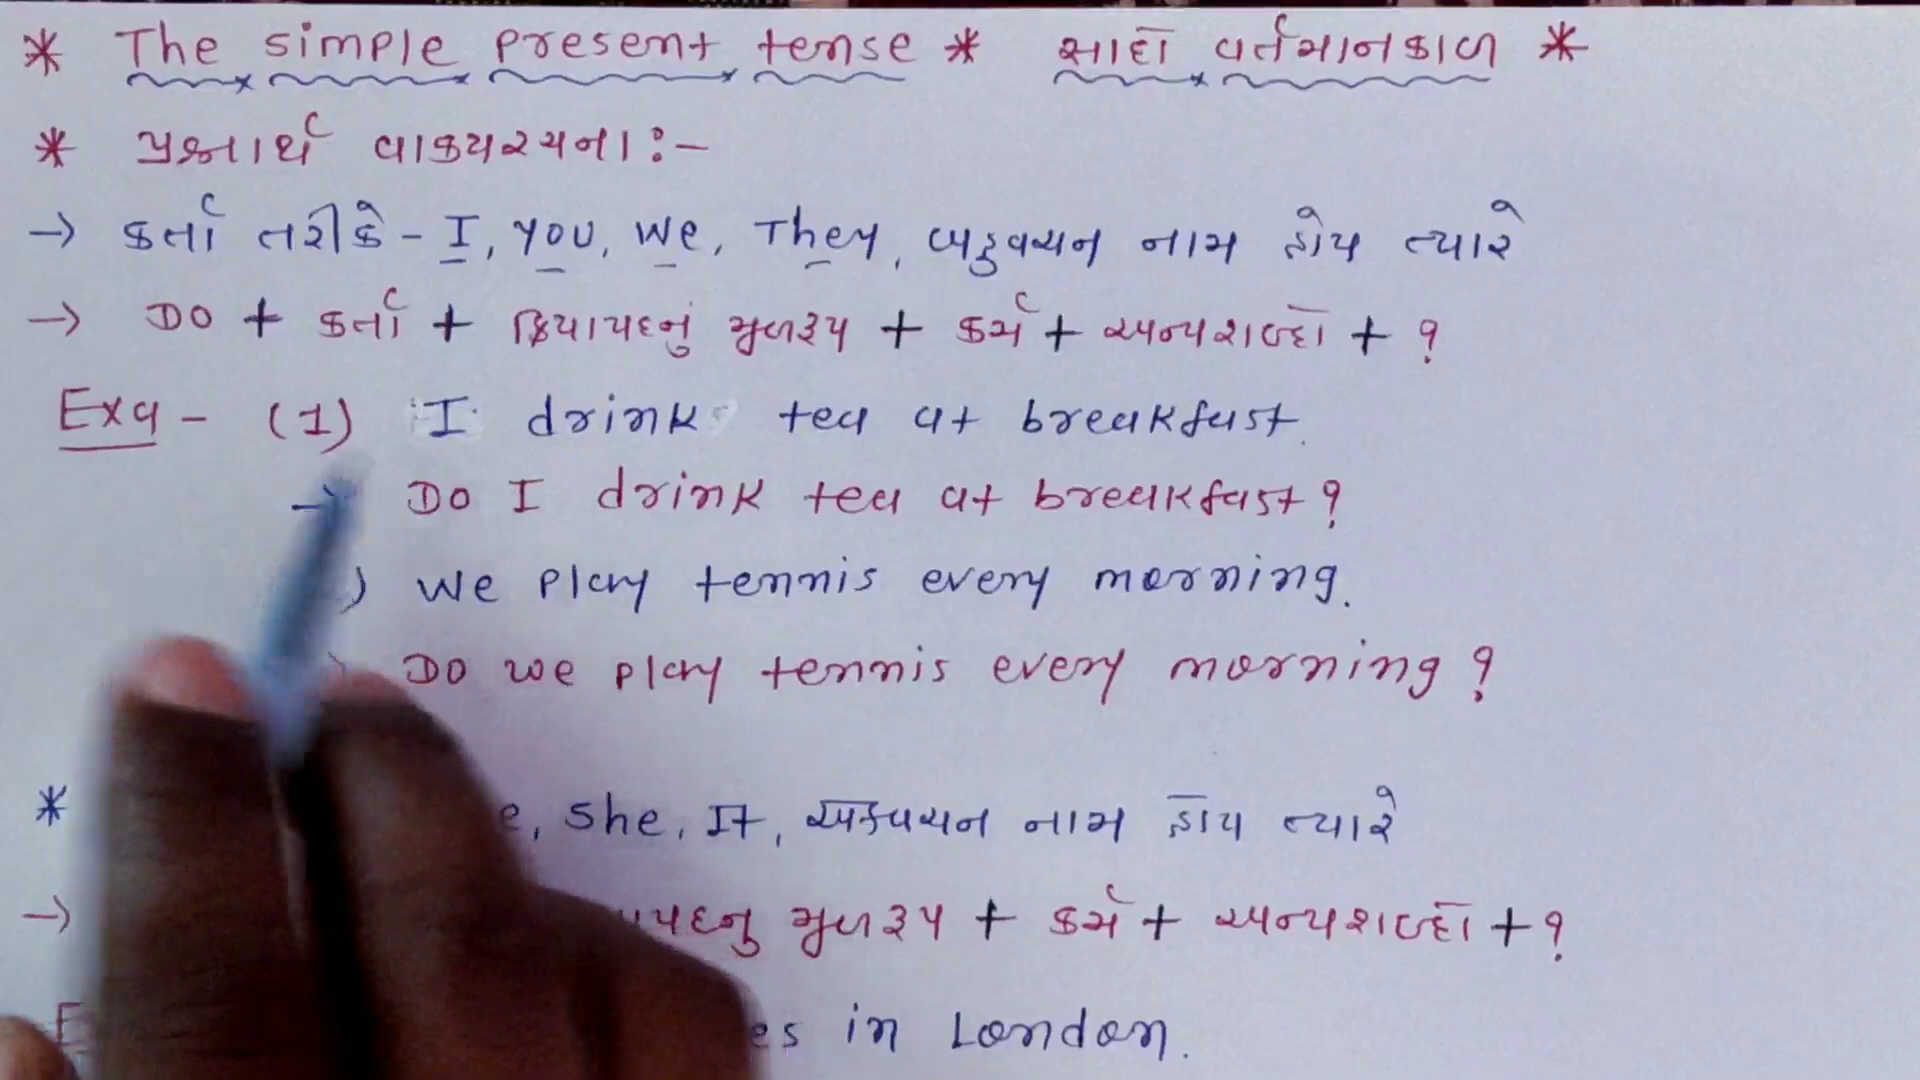 * The simple present tense * સાદો વર્તમાનકાળ *
* પ્રશ્નાર્થ વાક્યરચના :-
→ કર્તા તરીકે - I, you, we, They, બહુવચન નામ હોય ત્યારે
→ Do + કર્તા + ક્રિયાપદનું મુળરૂપ + કર્મ + અન્યશબ્દો + ?
Exa - (1) I drink tea at breakfast.
→ Do I drink tea at breakfast ?
) we play tennis every morning.
Do we play tennis every morning ?
* e, she, It, એકવચન નામ હોય ત્યારે
→ પદનુ મુળરૂપ + કર્મ + અન્યશબ્દો + ?
E es in London.